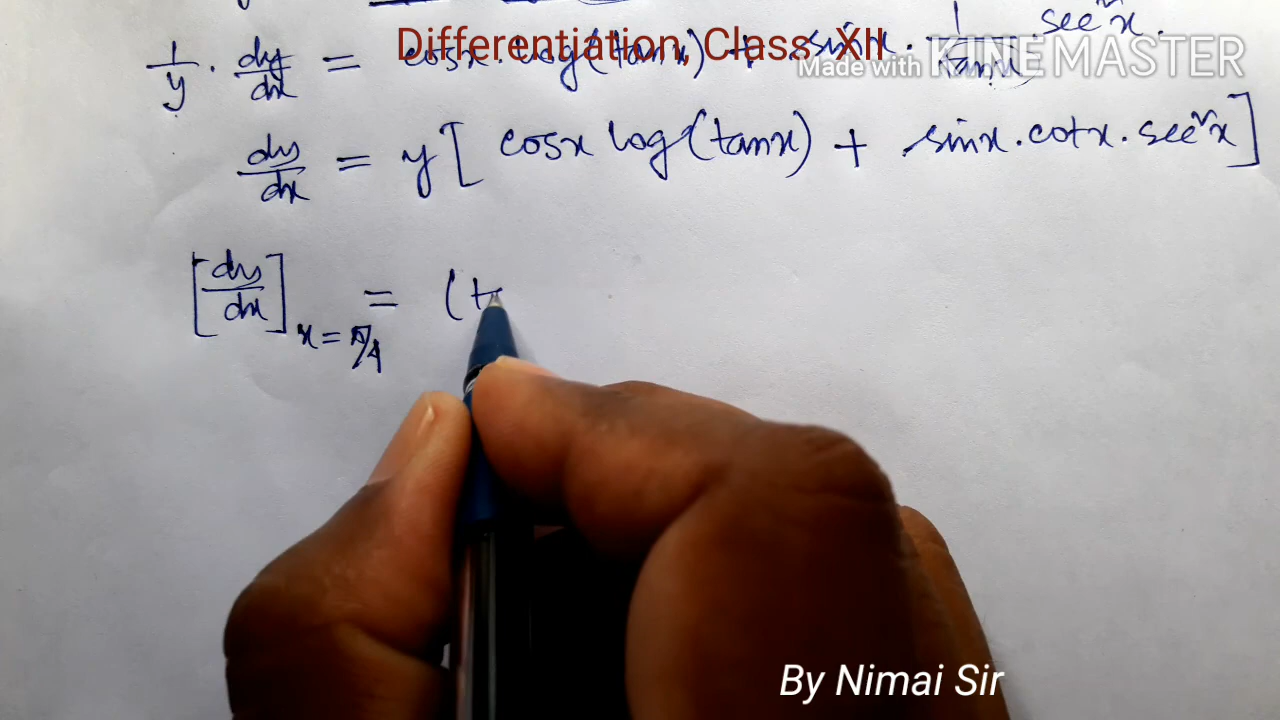 Differentiation, Class XII
Made with KINEMASTER
1/y . dy/dx = cosx . log(tanx) + sinx . 1/tanx . sec²x .
dy/dx = y [ cosx log(tanx) + sinx . cotx . sec²x ]
[dy/dx] x = π/4 = (t
By Nimai Sir